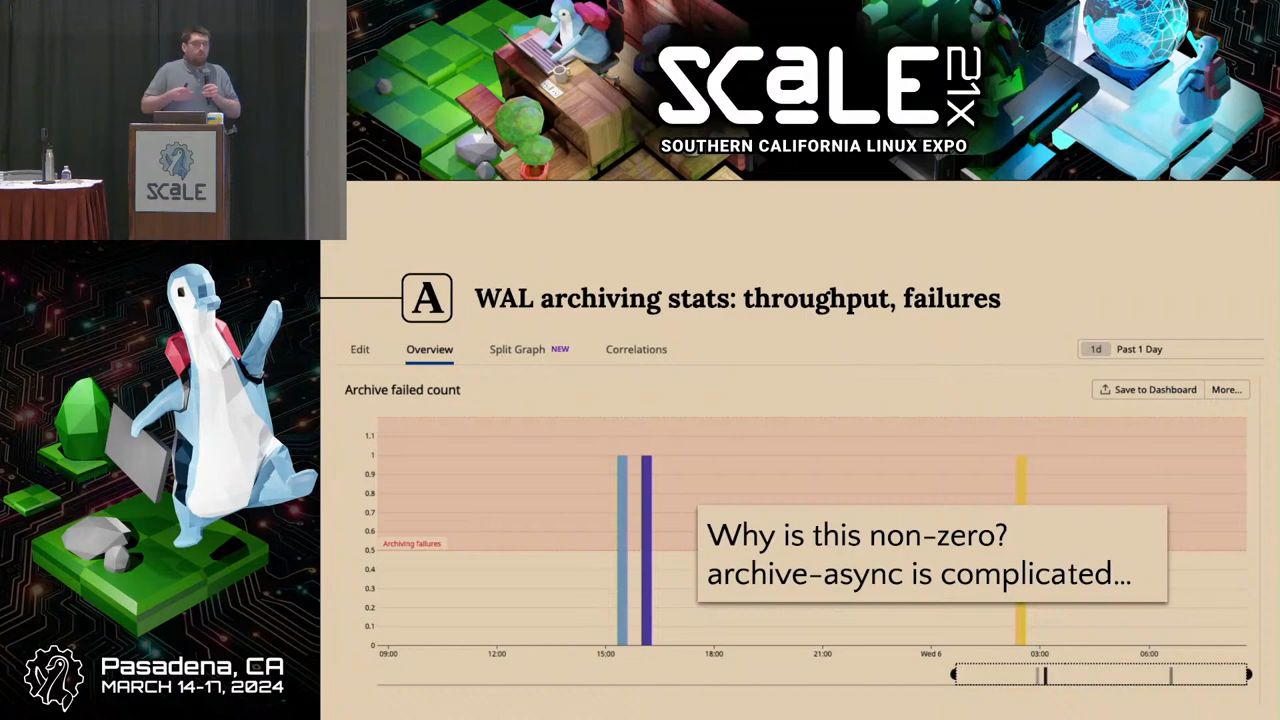 SCaLE 21X
SOUTHERN CALIFORNIA LINUX EXPO
SCaLE
A WAL archiving stats: throughput, failures
Edit Overview Split Graph NEW Correlations 1d Past 1 Day
Archive failed count Save to Dashboard More...
1.1
1
0.9
0.8
0.7
0.6
Archiving failures
0.5
0.4
0.3
0.2
0.1
0
Why is this non-zero?
archive-async is complicated...
09:00 12:00 15:00 18:00 21:00 Wed 6 03:00 06:00
Pasadena, CA
MARCH 14-17, 2024